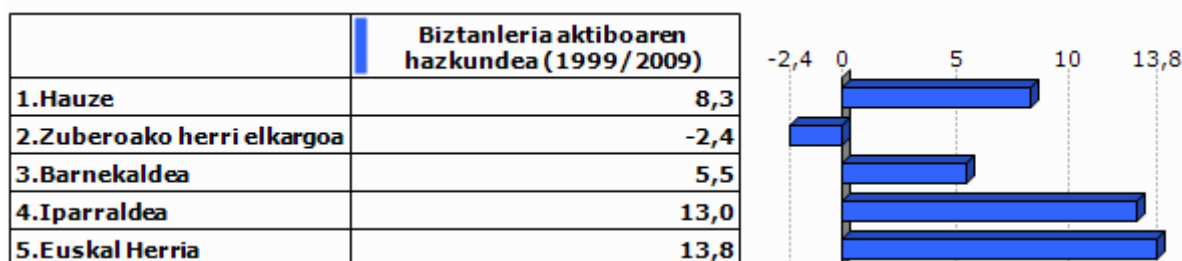 Biztanleria aktiboaren
hazkundea (1999/2009)
-2,4 0 5 10 13,8
1.Hauze 8,3
2.Zuberoako herri elkargoa -2,4
3.Barnekaldea 5,5
4.Iparraldea 13,0
5.Euskal Herria 13,8